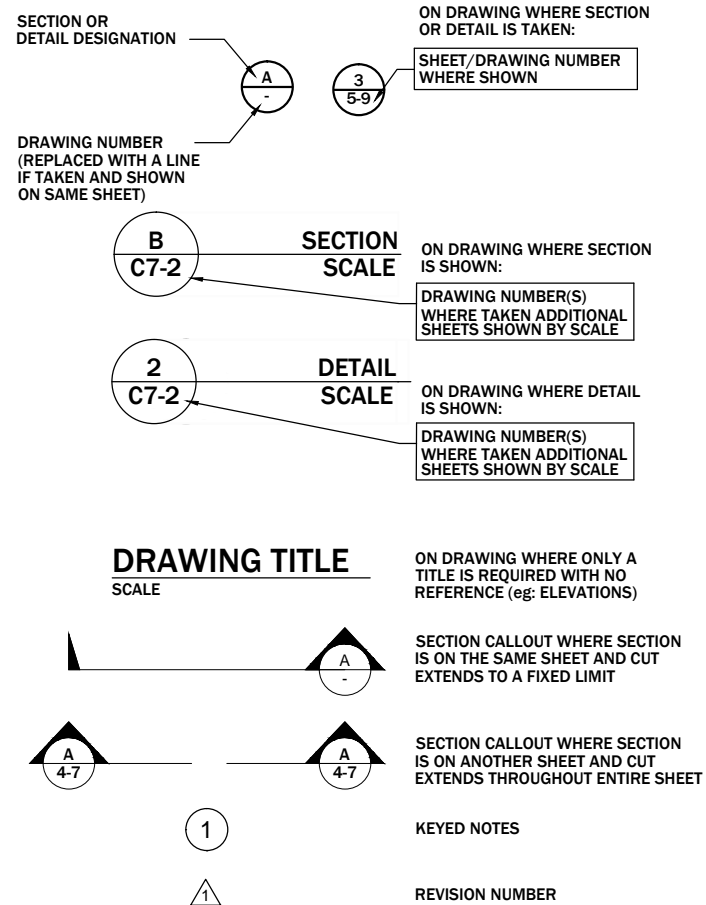 SECTION OR
DETAIL DESIGNATION
A
-
DRAWING NUMBER
(REPLACED WITH A LINE
IF TAKEN AND SHOWN
ON SAME SHEET)
3
5-9
ON DRAWING WHERE SECTION
OR DETAIL IS TAKEN:
SHEET/DRAWING NUMBER
WHERE SHOWN
B
C7-2
SECTION
SCALE
ON DRAWING WHERE SECTION
IS SHOWN:
DRAWING NUMBER(S)
WHERE TAKEN ADDITIONAL
SHEETS SHOWN BY SCALE
2
C7-2
DETAIL
SCALE
ON DRAWING WHERE DETAIL
IS SHOWN:
DRAWING NUMBER(S)
WHERE TAKEN ADDITIONAL
SHEETS SHOWN BY SCALE
DRAWING TITLE
SCALE
ON DRAWING WHERE ONLY A
TITLE IS REQUIRED WITH NO
REFERENCE (eg: ELEVATIONS)
A
-
SECTION CALLOUT WHERE SECTION
IS ON THE SAME SHEET AND CUT
EXTENDS TO A FIXED LIMIT
A
4-7
A
4-7
SECTION CALLOUT WHERE SECTION
IS ON ANOTHER SHEET AND CUT
EXTENDS THROUGHOUT ENTIRE SHEET
1
KEYED NOTES
1
REVISION NUMBER